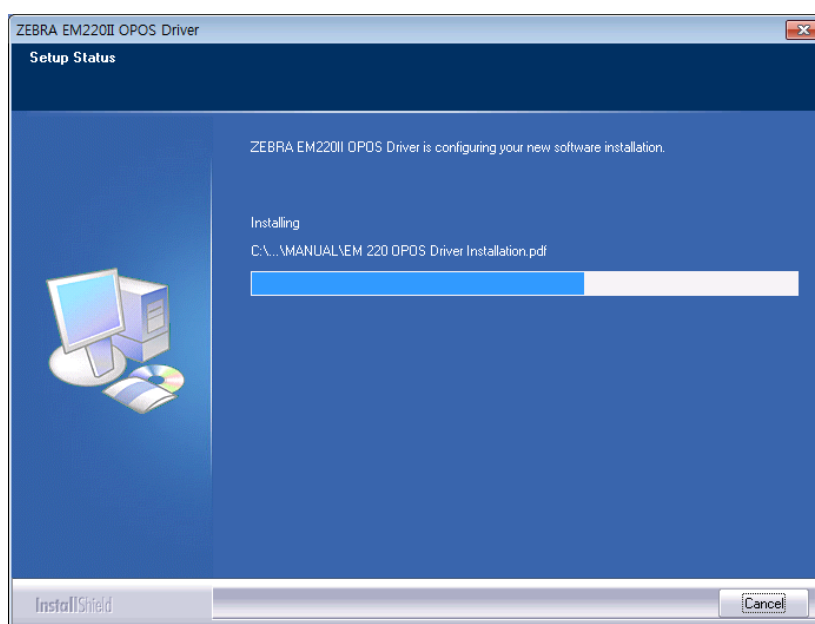 ZEBRA EM220II OPOS Driver
Setup Status
ZEBRA EM220II OPOS Driver is configuring your new software installation.
Installing
C:\...\MANUAL\EM 220 OPOS Driver Installation.pdf
InstallShield
Cancel